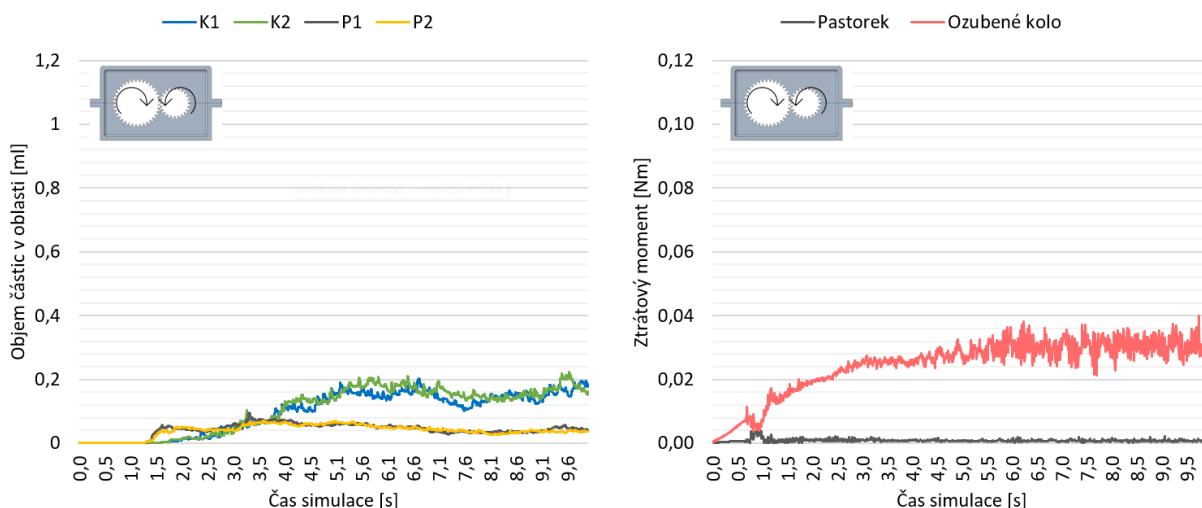 K1 K2 P1 P2
Objem částic v oblasti [ml]
1,2
1
0,8
0,6
0,4
0,2
0
0,0 0,5 1,0 1,5 2,0 2,5 3,0 3,5 4,0 4,6 5,1 5,6 6,1 6,6 7,1 7,6 8,1 8,6 9,1 9,6
Čas simulace [s]
Pastorek Ozubené kolo
Ztrátový moment [Nm]
0,12
0,10
0,08
0,06
0,04
0,02
0,00
0,0 0,5 1,0 1,5 2,0 2,5 3,0 3,5 4,0 4,5 5,0 5,5 6,0 6,5 7,0 7,5 8,0 8,5 9,0 9,5
Čas simulace [s]